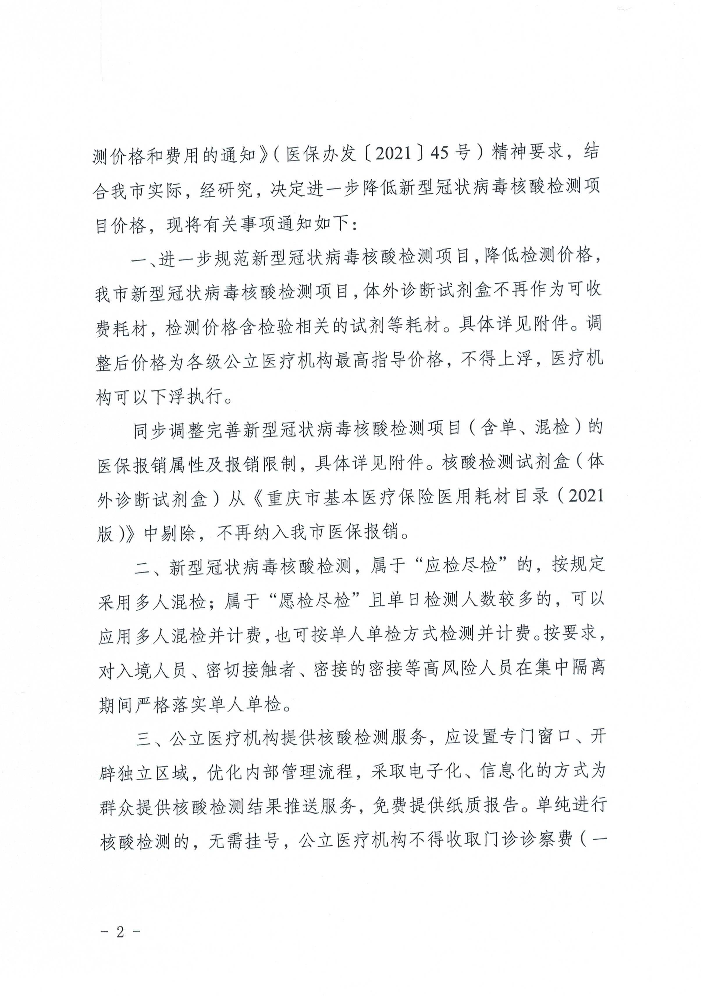 测价格和费用的通知》（医保办发〔2021〕45号）精神要求，结
合我市实际，经研究，决定进一步降低新型冠状病毒核酸检测项
目价格，现将有关事项通知如下：
一、进一步规范新型冠状病毒核酸检测项目，降低检测价格，
我市新型冠状病毒核酸检测项目，体外诊断试剂盒不再作为可收
费耗材，检测价格含检验相关的试剂等耗材。具体详见附件。调
整后价格为各级公立医疗机构最高指导价格，不得上浮，医疗机
构可以下浮执行。
同步调整完善新型冠状病毒核酸检测项目（含单、混检）的
医保报销属性及报销限制，具体详见附件。核酸检测试剂盒（体
外诊断试剂盒）从《重庆市基本医疗保险医用耗材目录（2021
版）》中剔除，不再纳入我市医保报销。
二、新型冠状病毒核酸检测，属于“应检尽检”的，按规定
采用多人混检；属于“愿检尽检”且单日检测人数较多的，可以
应用多人混检并计费，也可按单人单检方式检测并计费。按要求，
对入境人员、密切接触者、密接的密接等高风险人员在集中隔离
期间严格落实单人单检。
三、公立医疗机构提供核酸检测服务，应设置专门窗口、开
辟独立区域，优化内部管理流程，采取电子化、信息化的方式为
群众提供核酸检测结果推送服务，免费提供纸质报告。单纯进行
核酸检测的，无需挂号，公立医疗机构不得收取门诊诊察费（一
- 2 -